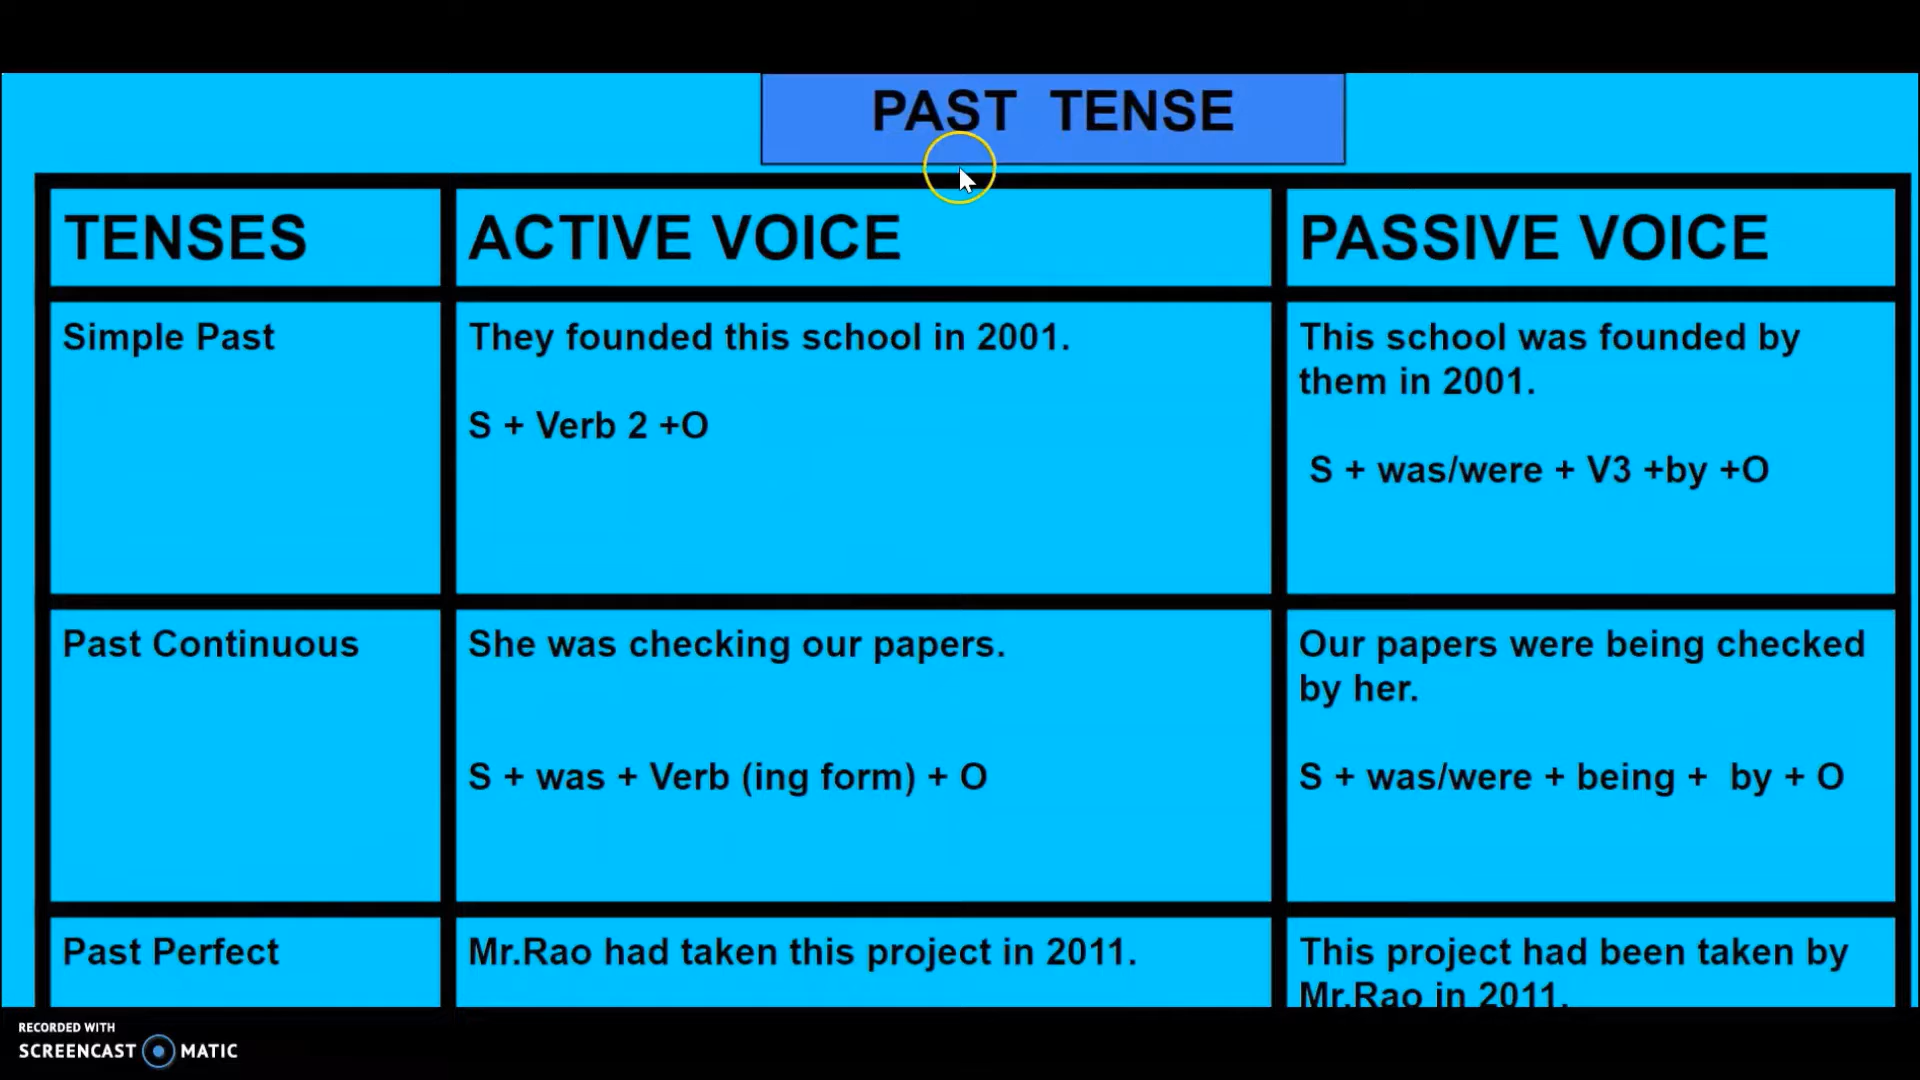 PAST TENSE
TENSES
ACTIVE VOICE
PASSIVE VOICE
Simple Past
They founded this school in 2001.
S + Verb 2 +O
This school was founded by
them in 2001.
S + was/were + V3 +by +O
Past Continuous
She was checking our papers.
S + was + Verb (ing form) + O
Our papers were being checked
by her.
S + was/were + being + by + O
Past Perfect
Mr.Rao had taken this project in 2011.
This project had been taken by
Mr.Rao in 2011.
RECORDED WITH
SCREENCAST MATIC